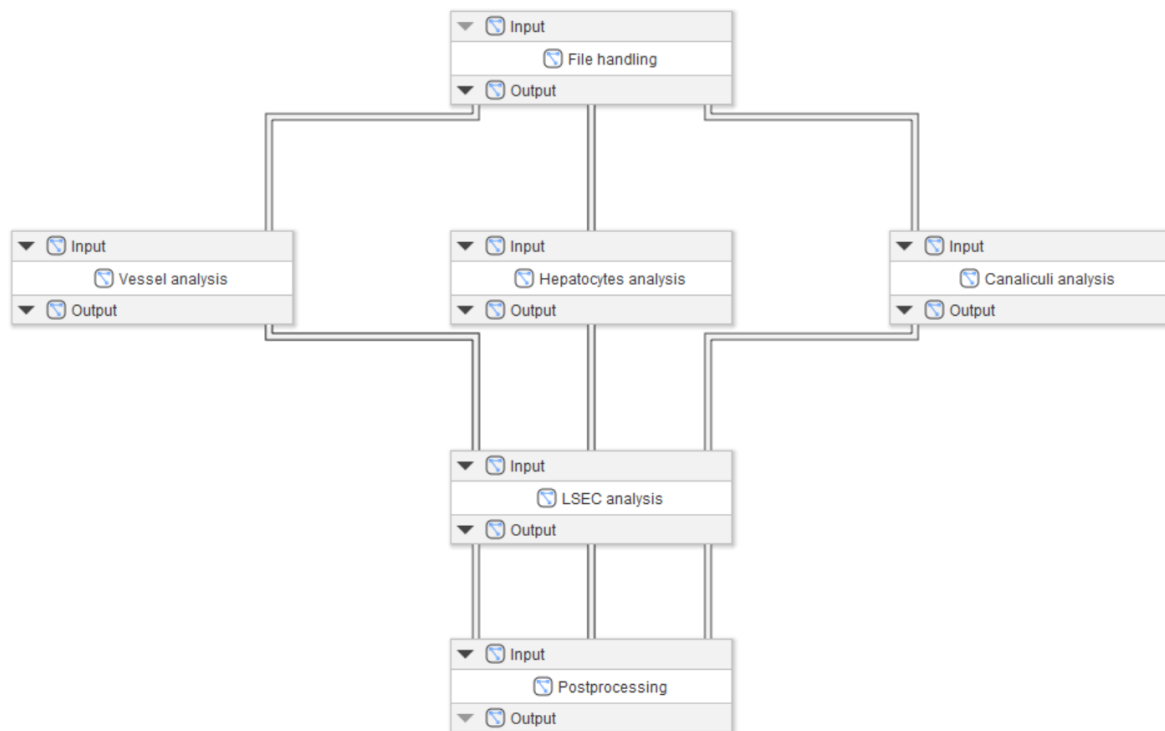 Input
File handling
Output
Input
Vessel analysis
Output
Input
Hepatocytes analysis
Output
Input
Canaliculi analysis
Output
Input
LSEC analysis
Output
Input
Postprocessing
Output